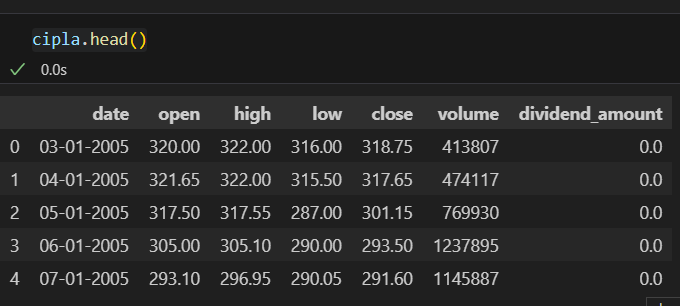 cipla.head()
0.0s
date open high low close volume dividend_amount
0 03-01-2005 320.00 322.00 316.00 318.75 413807 0.0
1 04-01-2005 321.65 322.00 315.50 317.65 474117 0.0
2 05-01-2005 317.50 317.55 287.00 301.15 769930 0.0
3 06-01-2005 305.00 305.10 290.00 293.50 1237895 0.0
4 07-01-2005 293.10 296.95 290.05 291.60 1145887 0.0